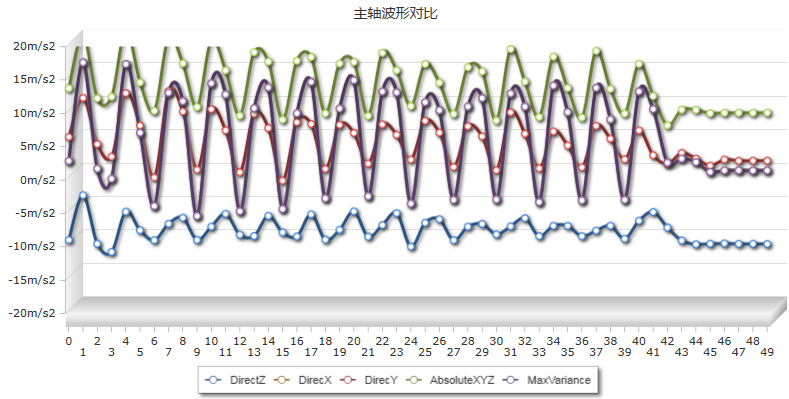 主轴波形对比
20m/s2
15m/s2
10m/s2
5m/s2
0m/s2
-5m/s2
-10m/s2
-15m/s2
-20m/s2
0 2 4 6 8 10 12 14 16 18 20 22 24 26 28 30 32 34 36 38 40 42 44 46 48
1 3 5 7 9 11 13 15 17 19 21 23 25 27 29 31 33 35 37 39 41 43 45 47 49
DirectZ DirecX DirecY AbsoluteXYZ MaxVariance